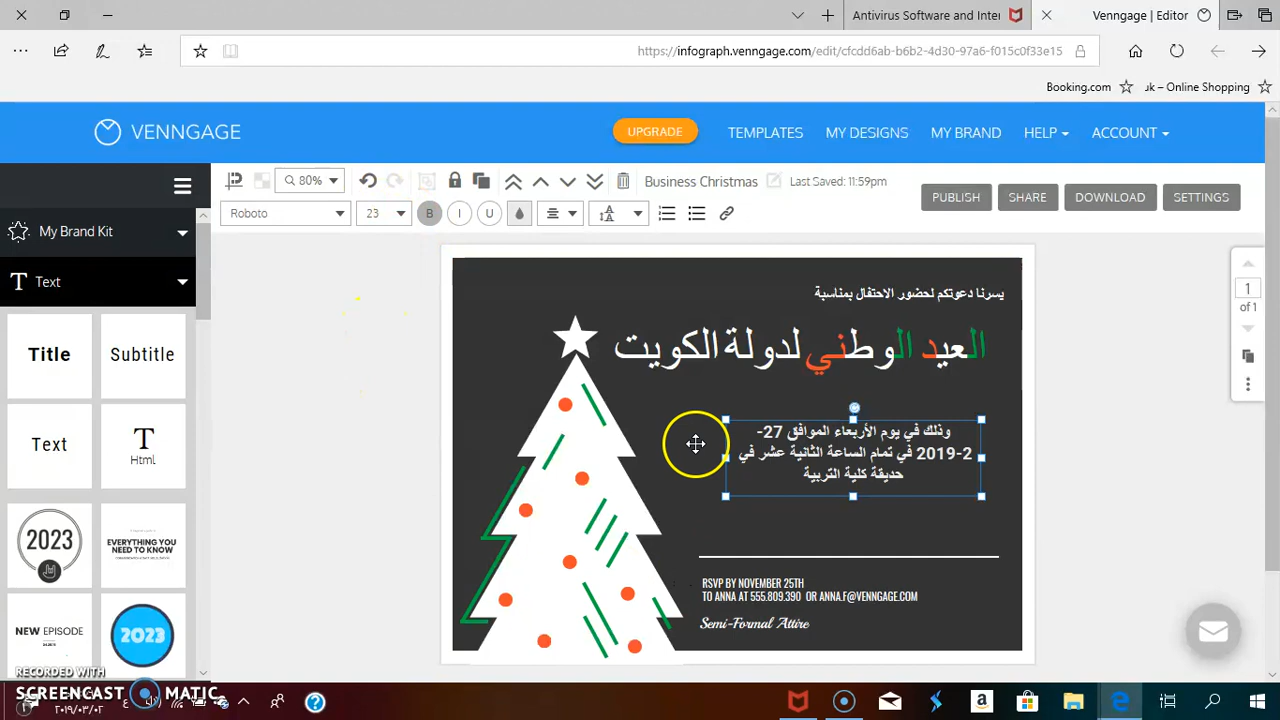 Antivirus Software and Inter
Venngage | Editor
https://infograph.venngage.com/edit/cfcdd6ab-b6b2-4d30-97a6-f015c0f33e15
Booking.com
– Online Shopping
VENNGAGE
UPGRADE
TEMPLATES
MY DESIGNS
MY BRAND
HELP
ACCOUNT
80%
Business Christmas
Last Saved: 11:59pm
PUBLISH
SHARE
DOWNLOAD
SETTINGS
Roboto
23
B
I
U
A
My Brand Kit
T Text
Title
Subtitle
Text
T
Html
2023
EVERYTHING YOU NEED TO KNOW
NEW EPISODE
2023
1
of 1
يسرنا دعوتكم لحضور الاحتفال بمناسبة
العيد الوطني لدولة الكويت
وذلك في يوم الأربعاء الموافق 27-
2-2019 في تمام الساعة الثانية عشر في
حديقة كلية التربية
RSVP BY NOVEMBER 25TH
TO ANNA AT 555.809.390 OR ANNA.F@VENNGAGE.COM
Semi-Formal Attire
RECORDED WITH
SCREENCAST MATIC
٢٠١٩/٠٣/٠٢